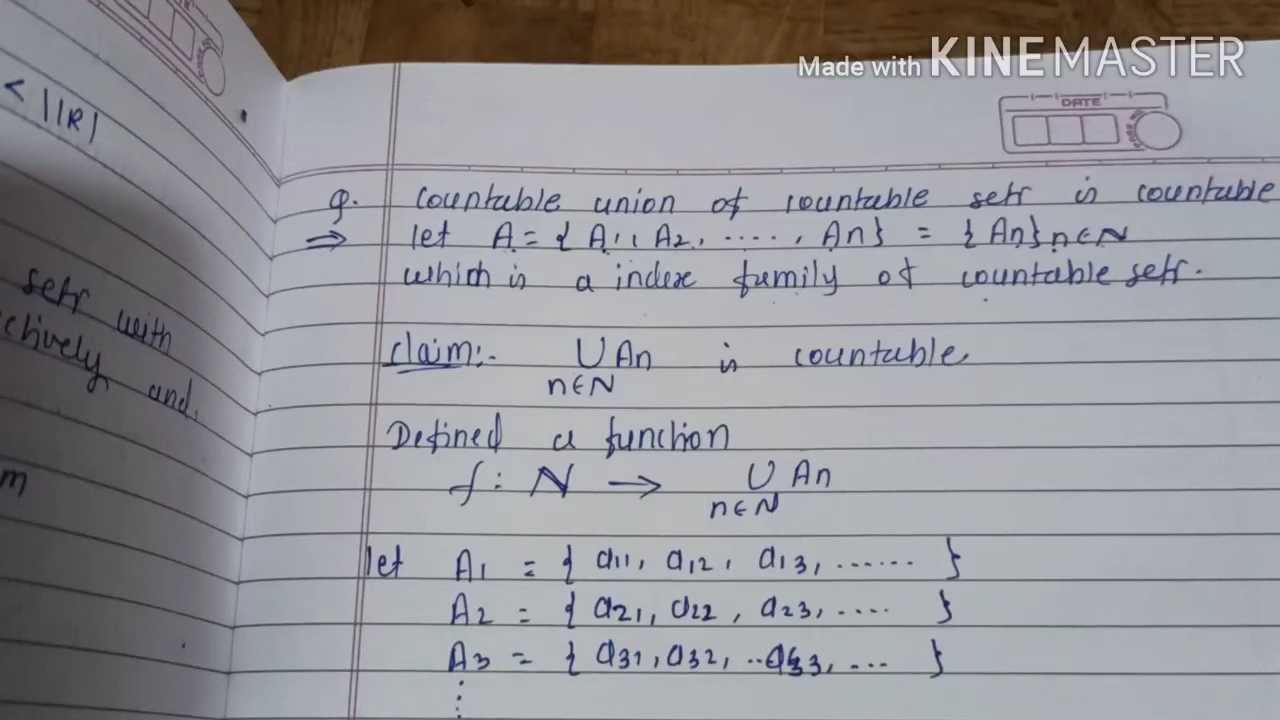 Made with KINEMASTER
DATE
< |IR|
sets with
ctively and.
m
Q. Countable union of countable sets is countable
⇒ let A = { A1, A2, ....., An} = {An}n∈N
which is a index family of countable sets.
Claim:- ∪ An is countable
n∈N
Defined a function
f : N → ∪ An
n∈N
let A1 = { a11, a12, a13, ...... }
A2 = { a21, a22, a23, .... }
A3 = { a31, a32, ..a33, ... }
⋮